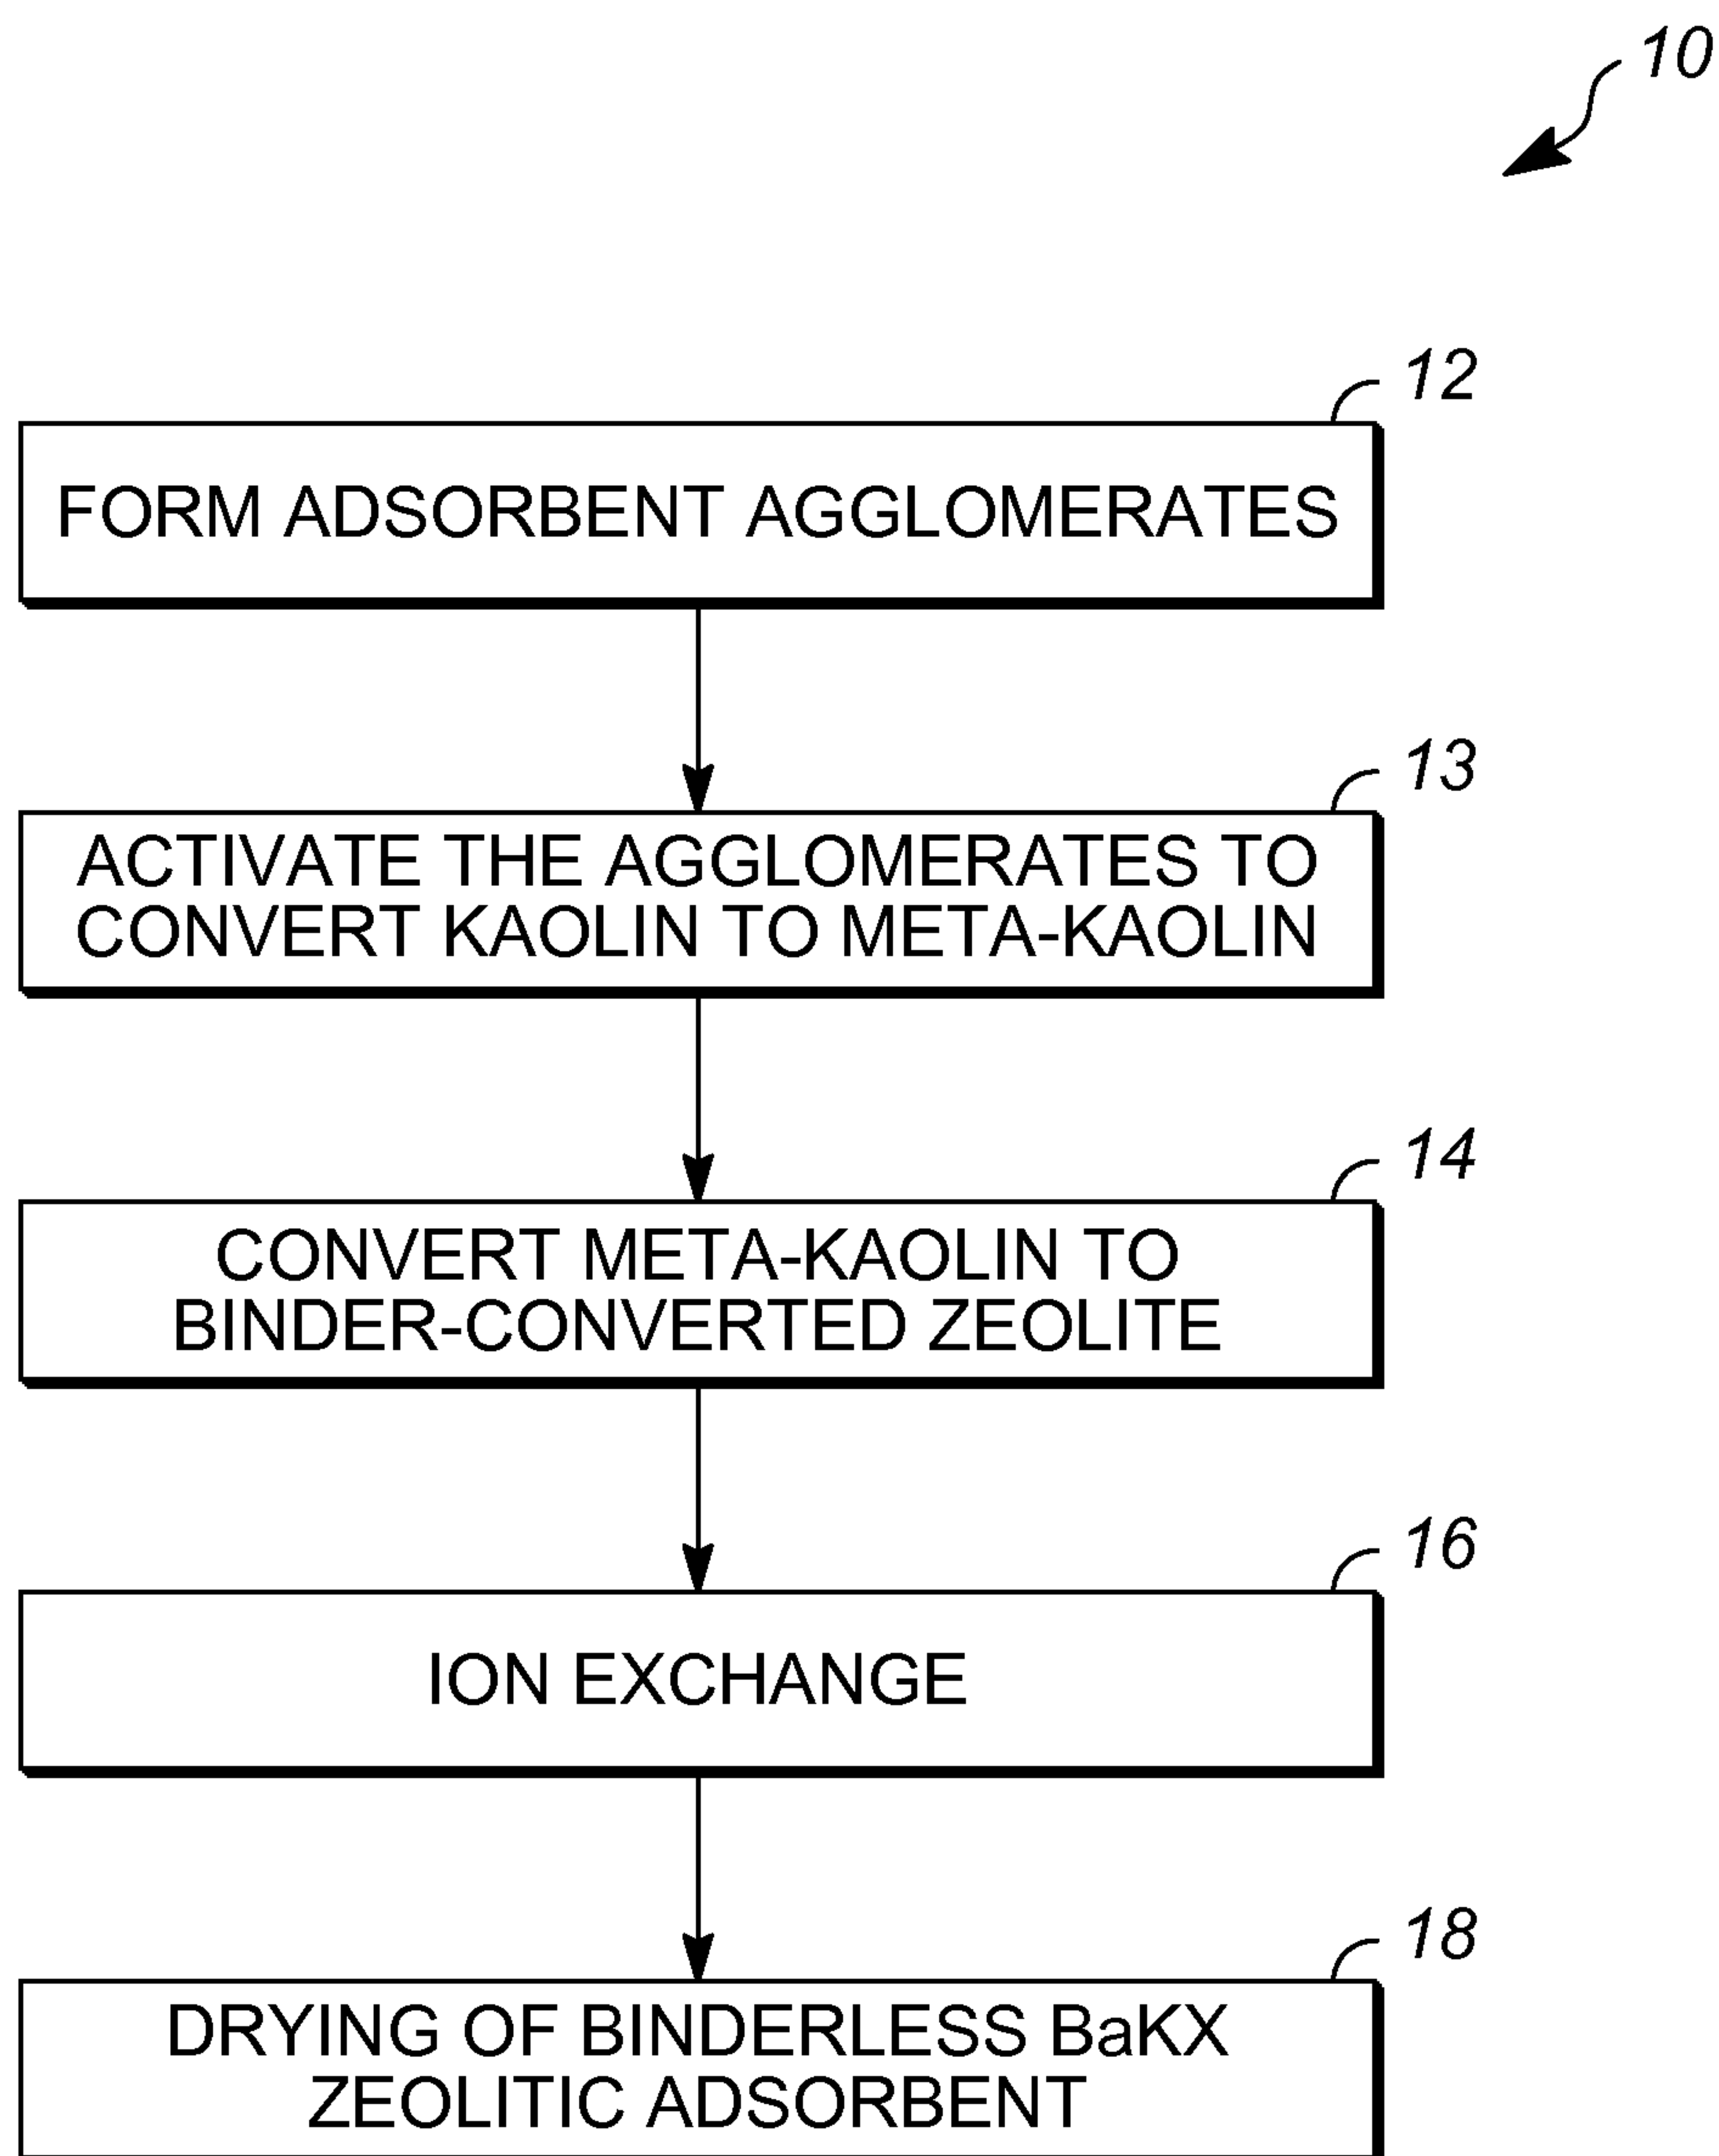 10
12
FORM ADSORBENT AGGLOMERATES
13
ACTIVATE THE AGGLOMERATES TO
CONVERT KAOLIN TO META-KAOLIN
14
CONVERT META-KAOLIN TO
BINDER-CONVERTED ZEOLITE
16
ION EXCHANGE
18
DRYING OF BINDERLESS BaKX
ZEOLITIC ADSORBENT